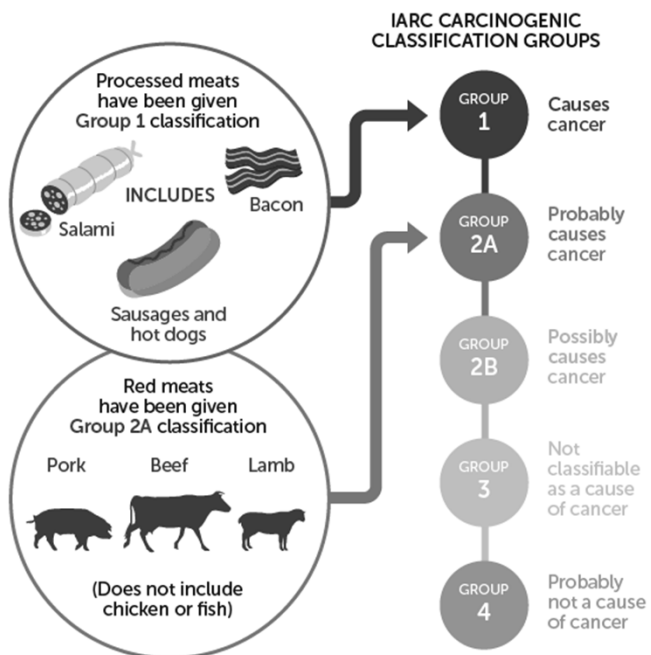 IARC CARCINOGENIC
CLASSIFICATION GROUPS
Processed meats
have been given
Group 1 classification
INCLUDES
Salami
Bacon
Sausages and
hot dogs
Red meats
have been given
Group 2A classification
Pork
Beef
Lamb
(Does not include
chicken or fish)
GROUP
1
Causes
cancer
GROUP
2A
Probably
causes
cancer
GROUP
2B
Possibly
causes
cancer
GROUP
3
Not
classifiable
as a cause
of cancer
GROUP
4
Probably
not a cause
of cancer